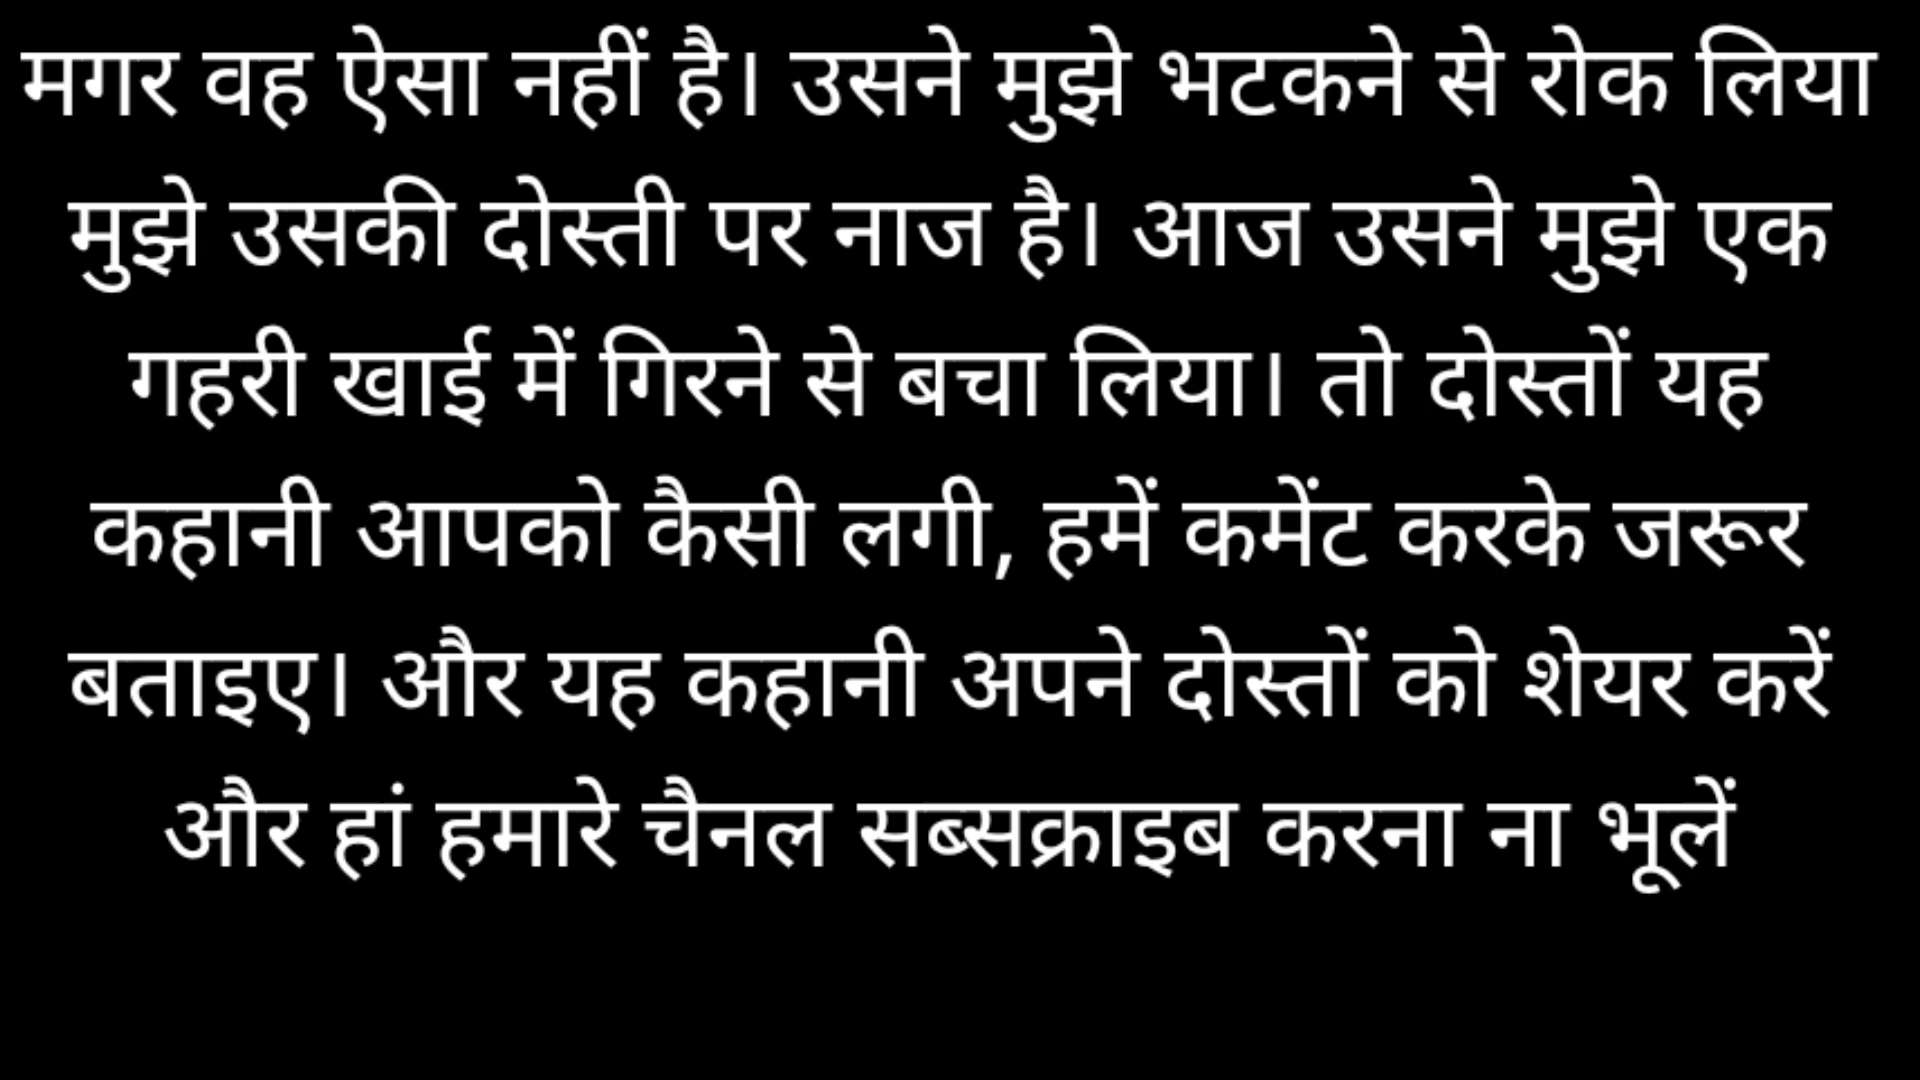 मगर वह ऐसा नहीं है। उसने मुझे भटकने से रोक लिया
मुझे उसकी दोस्ती पर नाज है। आज उसने मुझे एक
गहरी खाई में गिरने से बचा लिया। तो दोस्तों यह
कहानी आपको कैसी लगी, हमें कमेंट करके जरूर
बताइए। और यह कहानी अपने दोस्तों को शेयर करें
और हां हमारे चैनल सब्सक्राइब करना ना भूलें